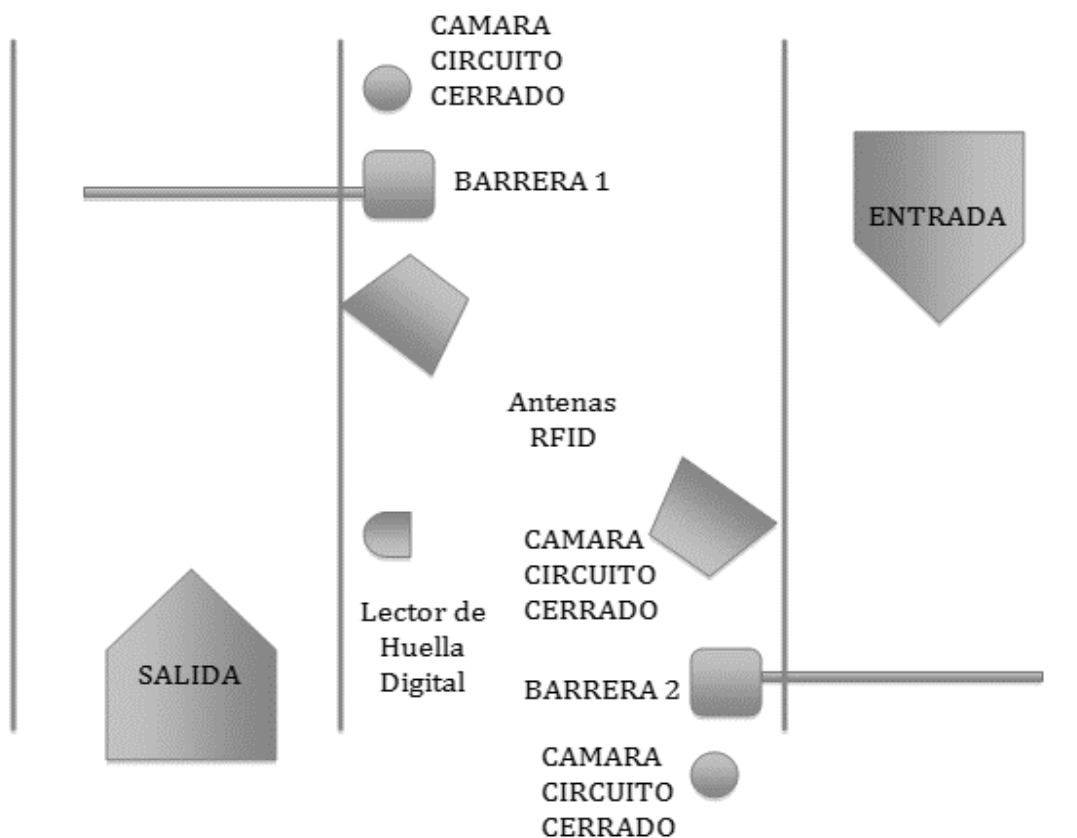 CAMARA
CIRCUITO
CERRADO
BARRERA 1
ENTRADA
Antenas
RFID
CAMARA
CIRCUITO
CERRADO
Lector de
Huella
Digital
SALIDA
BARRERA 2
CAMARA
CIRCUITO
CERRADO